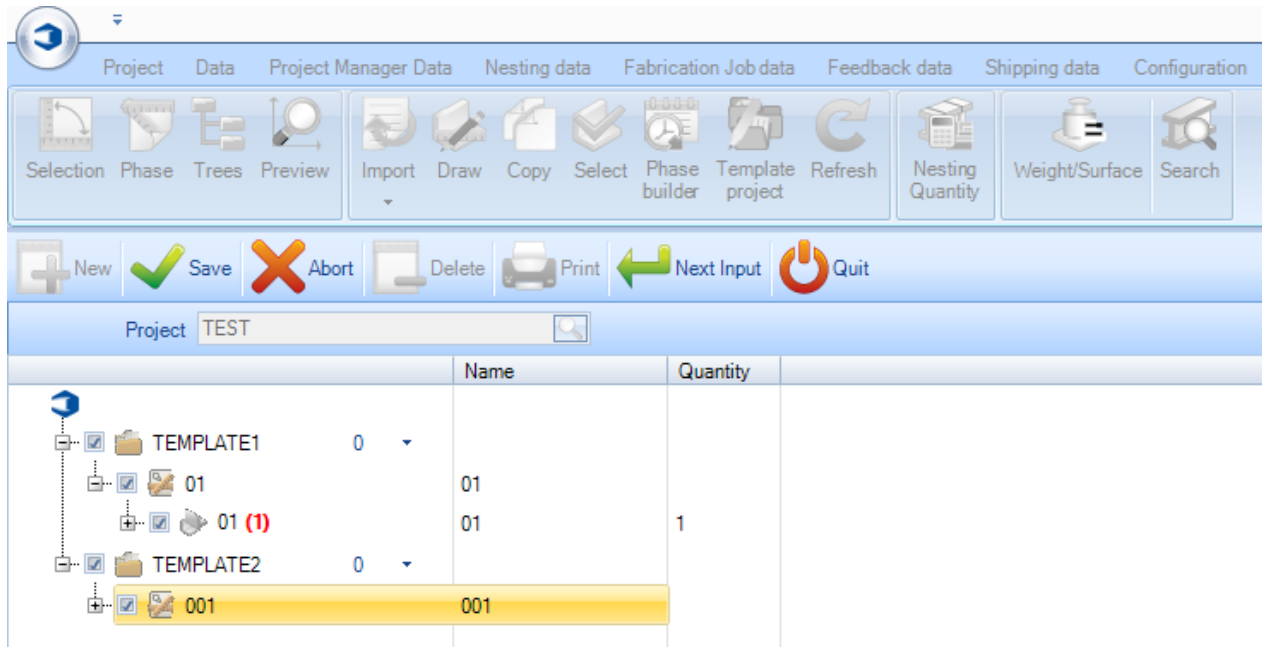 Project Data Project Manager Data Nesting data Fabrication Job data Feedback data Shipping data Configuration
Selection Phase Trees Preview Import Draw Copy Select Phase builder Template project Refresh Nesting Quantity Weight/Surface Search
New Save Abort Delete Print Next Input Quit
Project TEST
Name Quantity
TEMPLATE1 0
01 01
01 (1) 01 1
TEMPLATE2 0
001 001